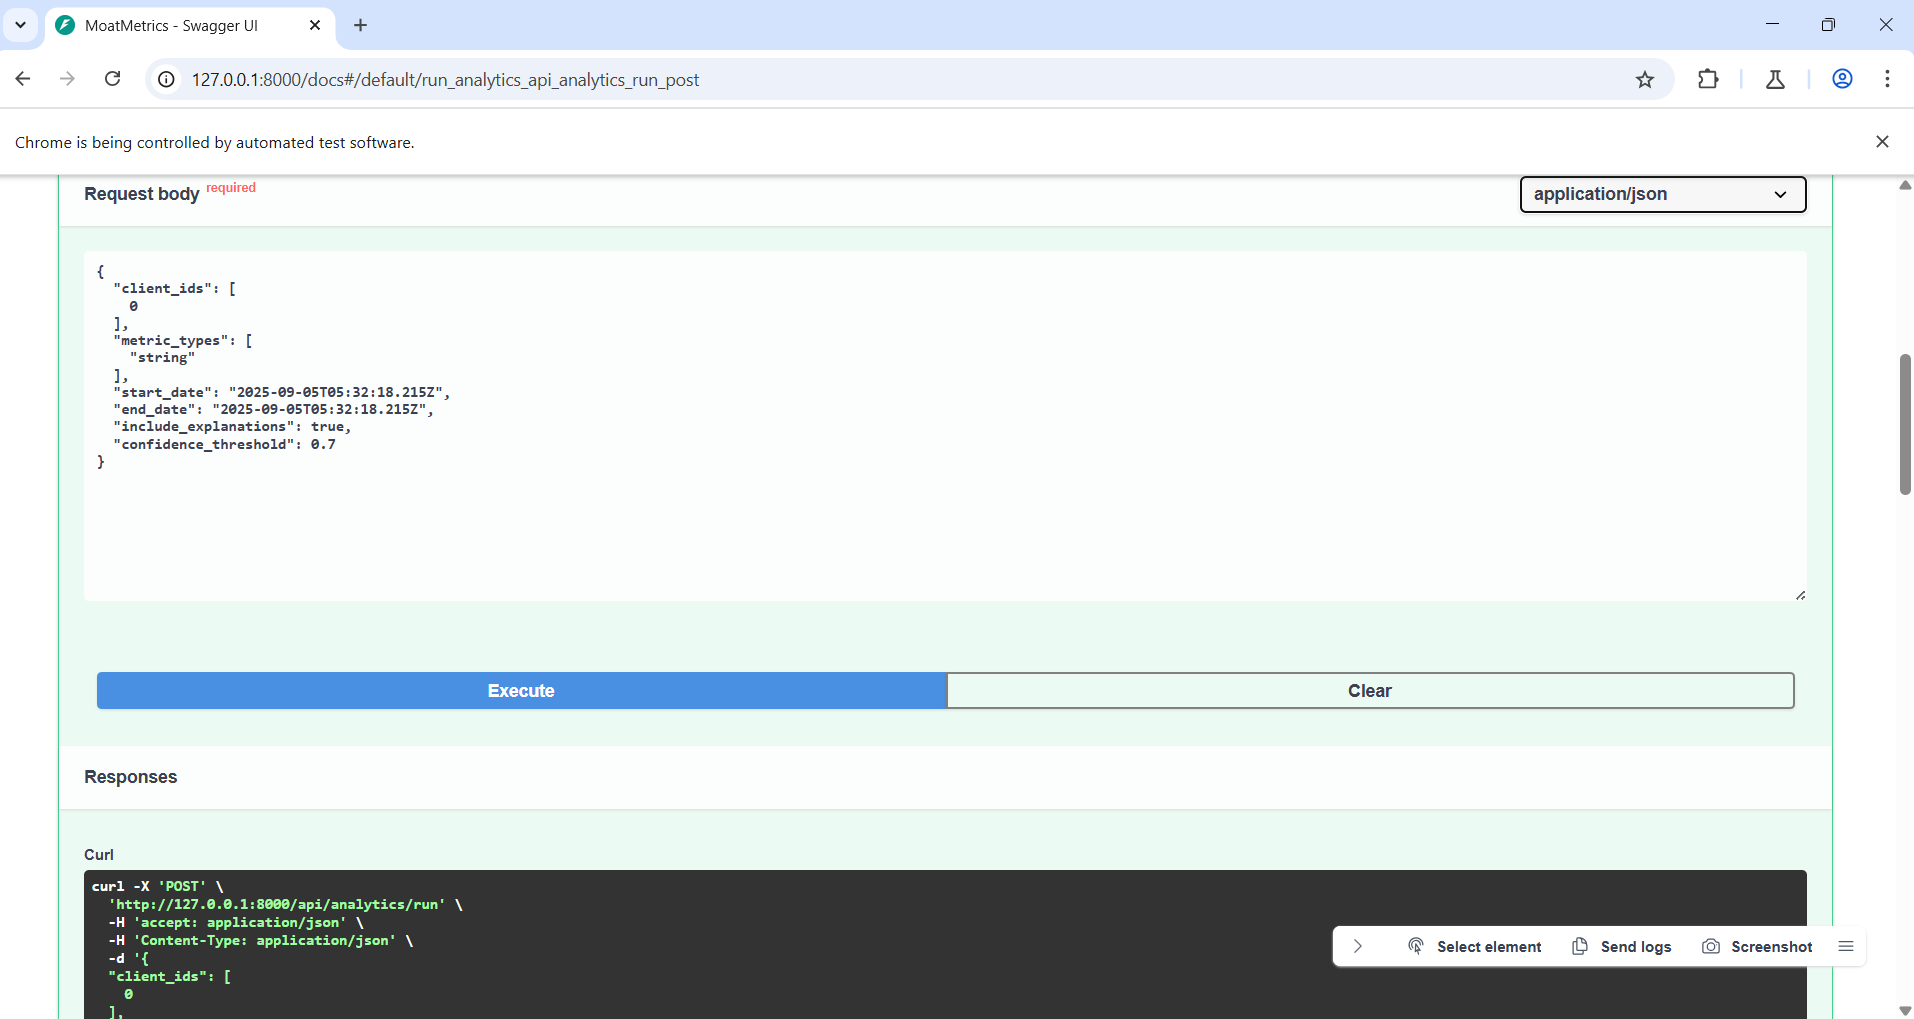 MoatMetrics - Swagger UI
127.0.0.1:8000/docs#/default/run_analytics_api_analytics_run_post
Chrome is being controlled by automated test software.
Request body required
application/json
{
  "client_ids": [
    0
  ],
  "metric_types": [
    "string"
  ],
  "start_date": "2025-09-05T05:32:18.215Z",
  "end_date": "2025-09-05T05:32:18.215Z",
  "include_explanations": true,
  "confidence_threshold": 0.7
}
Execute
Clear
Responses
Curl
curl -X 'POST' \
  'http://127.0.0.1:8000/api/analytics/run' \
  -H 'accept: application/json' \
  -H 'Content-Type: application/json' \
  -d '{
  "client_ids": [
    0
  ],
Select element
Send logs
Screenshot